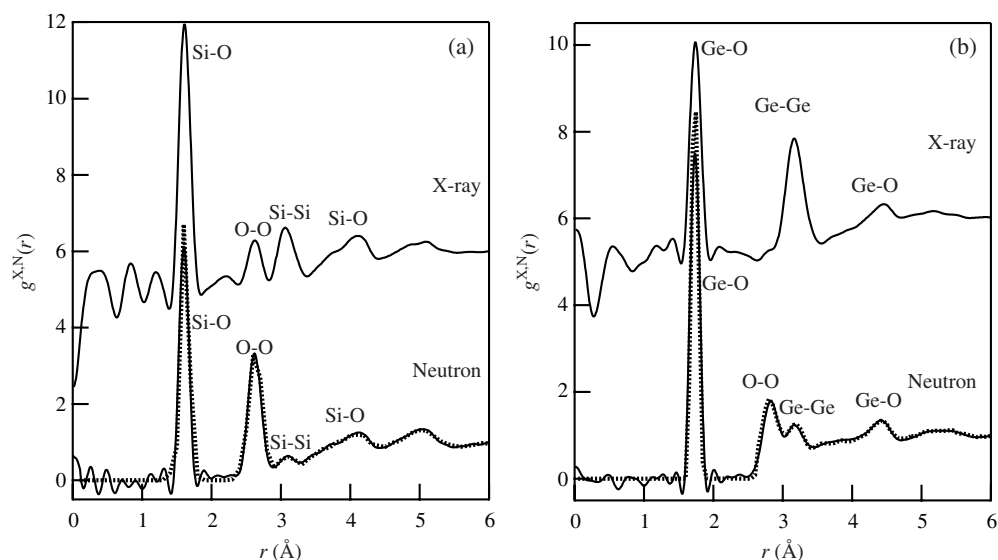 12
10
8
6
4
2
0
g^X,N(r)
(a)
Si-O
X-ray
Si-Si
O-O
Si-O
Si-O
O-O
Neutron
Si-O
Si-Si
0 1 2 3 4 5 6
r (Å)
10
8
6
4
2
0
g^X,N(r)
(b)
Ge-O
Ge-Ge
X-ray
Ge-O
Ge-O
O-O
Neutron
Ge-Ge
Ge-O
0 1 2 3 4 5 6
r (Å)